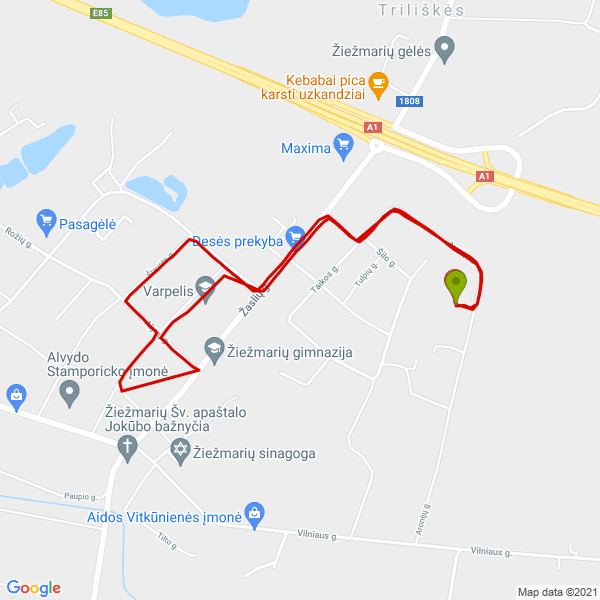 Triliškės
E85
Žiežmarių gėlės
Kebabai pica
karsti uzkandziai
1808
A1
Maxima
A1
Pasagėlė
Rožių g.
Desės prekyba
Šilo g.
Tulpių g.
Taikos g.
Varpelis
Žaslių g.
Žiežmarių gimnazija
Alvydo
Stamporicko įmonė
Žiežmarių Šv. apaštalo
Jokūbo bažnyčia
Žiežmarių sinagoga
Paupio g.
Aidos Vitkūnienės įmonė
Aronijų g.
Tilto g.
Vilniaus g.
Vilniaus g.
Google
Map data ©2021